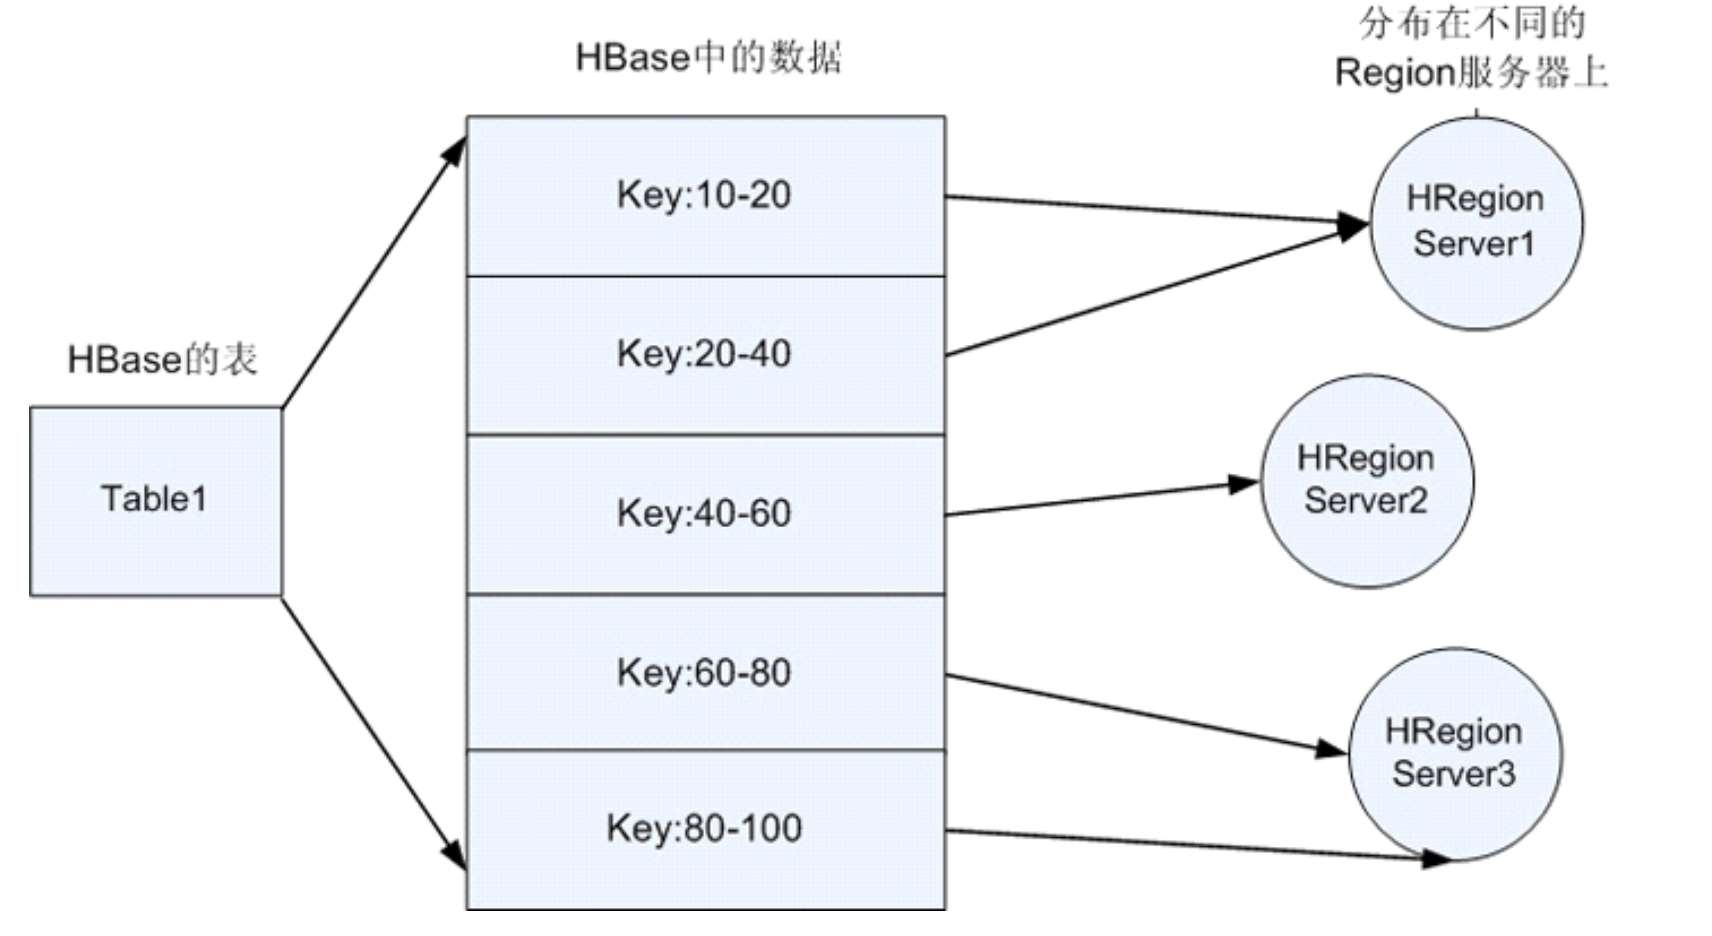 分布在不同的
Region服务器上
HBase中的数据
Key:10-20
HRegion
Server1
Key:20-40
HBase的表
Table1
Key:40-60
HRegion
Server2
Key:60-80
HRegion
Server3
Key:80-100